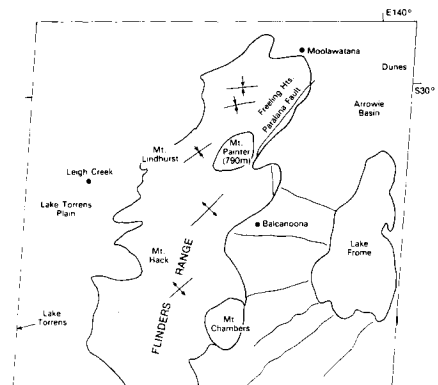 E140°
Moolawatana
Dunes
S30°
Freeling Hts.
Paralana Fault
Arrowie
Basin
Mt.
Lindhurst
Mt.
Painter
(790m)
Leigh Creek
Lake Torrens
Plain
Balcanoona
Mt.
Hack
FLINDERS RANGE
Lake
Frome
Lake
Torrens
Mt
Chambers